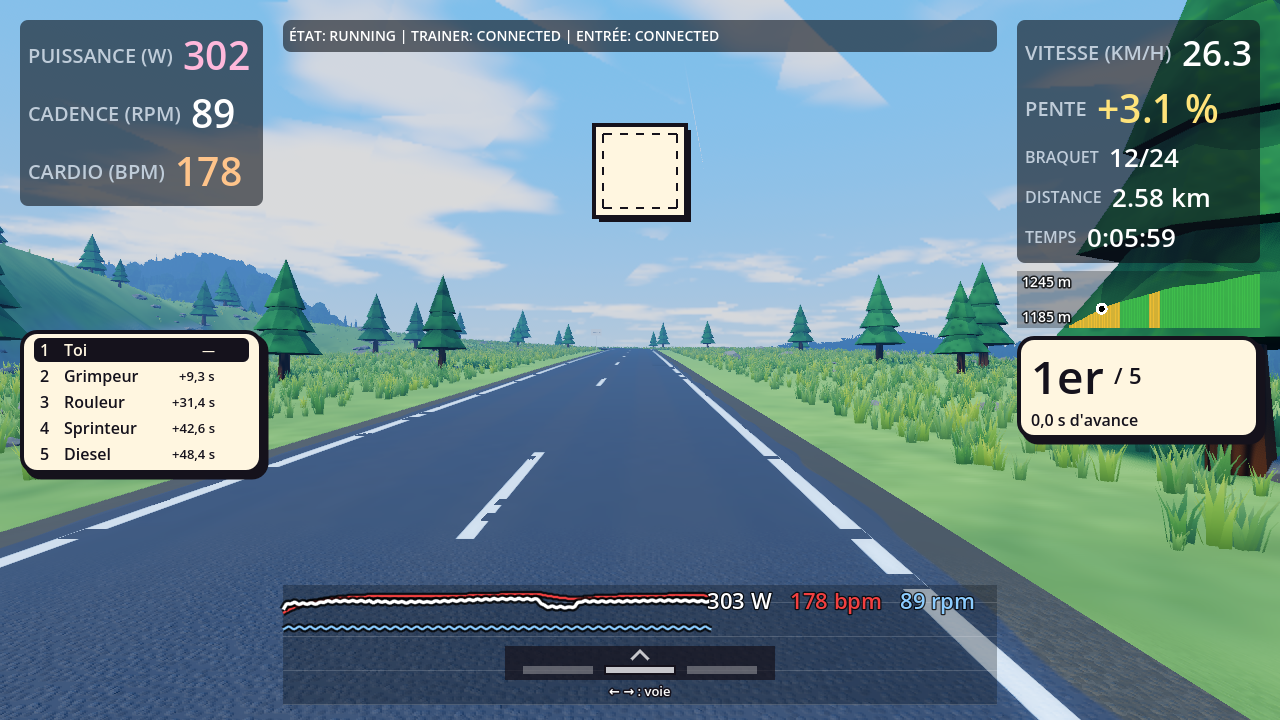 PUISSANCE (W) 302
CADENCE (RPM) 89
CARDIO (BPM) 178
ÉTAT: RUNNING | TRAINER: CONNECTED | ENTRÉE: CONNECTED
VITESSE (KM/H) 26.3
PENTE +3.1 %
BRAQUET 12/24
DISTANCE 2.58 km
TEMPS 0:05:59
1245 m
1185 m
1 Toi —
2 Grimpeur +9,3 s
3 Rouleur +31,4 s
4 Sprinteur +42,6 s
5 Diesel +48,4 s
1er / 5
0,0 s d'avance
303 W 178 bpm 89 rpm
← → : voie